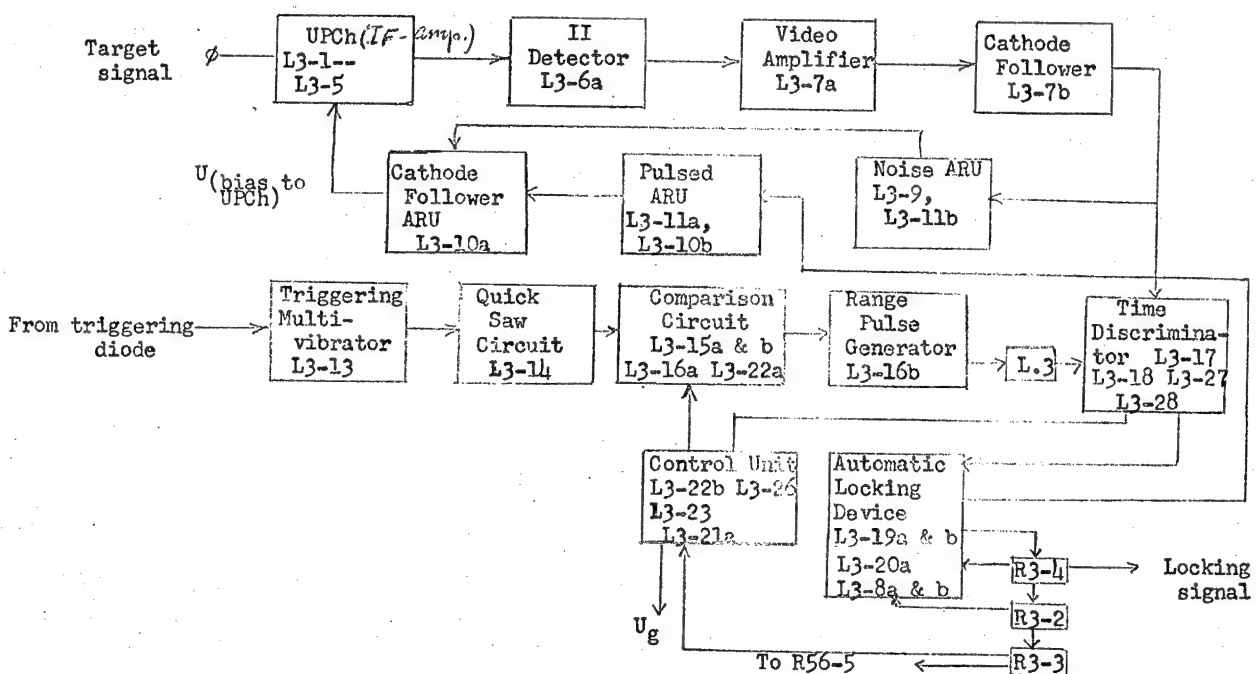 Target
signal
UPCh (IF-amp.)
L3-1--
L3-5
II
Detector
L3-6a
Video
Amplifier
L3-7a
Cathode
Follower
L3-7b
U(bias to
UPCh)
Cathode
Follower
ARU
L3-10a
Pulsed
ARU
L3-11a,
L3-10b
Noise ARU
L3-9,
L3-11b
From triggering
diode
Triggering
Multi-
vibrator
L3-13
Quick
Saw
Circuit
L3-14
Comparison
Circuit
L3-15a & b
L3-16a L3-22a
Range
Pulse
Generator
L3-16b
L.3
Time
Discrimina-
tor L3-17
L3-18 L3-27
L3-28
Control Unit
L3-22b L3-26
L3-23
L3-21a
Automatic
Locking
Device
L3-19a & b
L3-20a
L3-8a & b
R3-4
Locking
signal
R3-2
Ug
To R56-5
R3-3